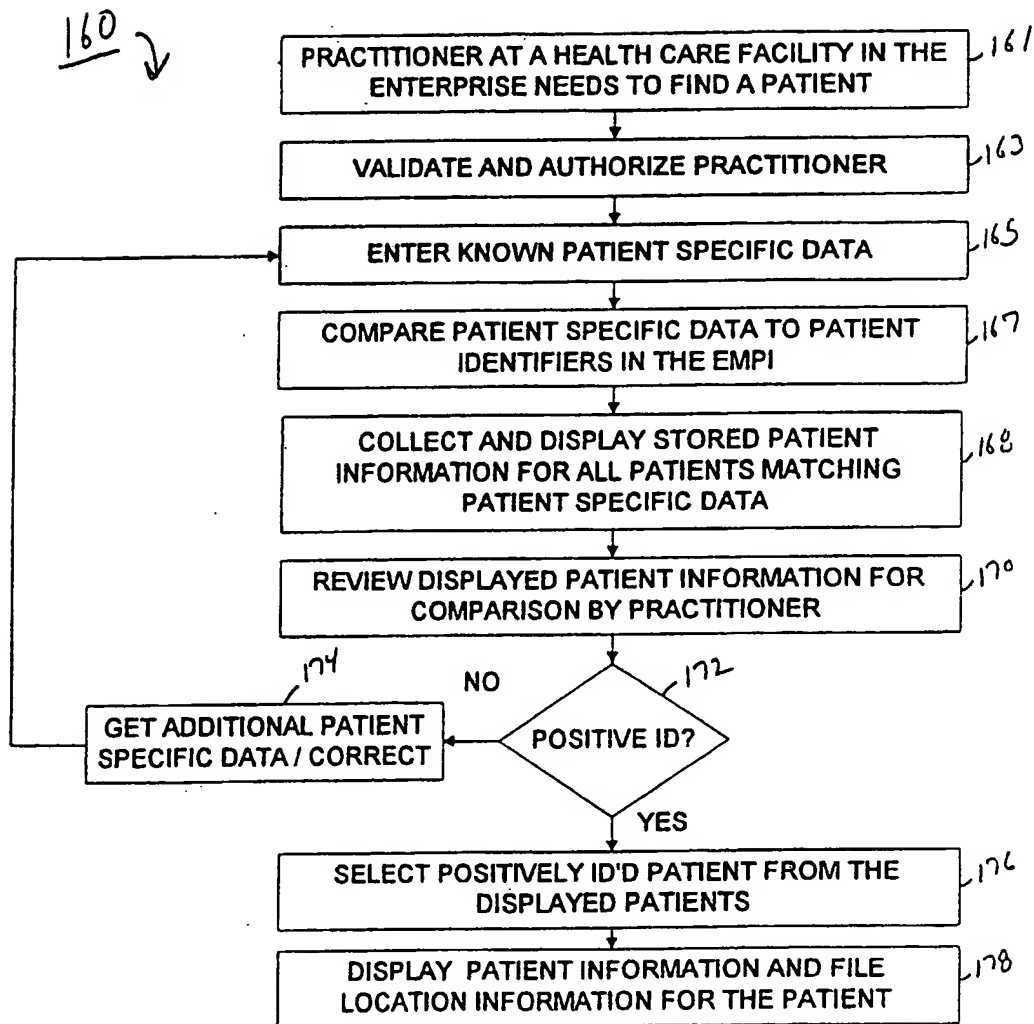 160
PRACTITIONER AT A HEALTH CARE FACILITY IN THE
ENTERPRISE NEEDS TO FIND A PATIENT
161
VALIDATE AND AUTHORIZE PRACTITIONER
163
ENTER KNOWN PATIENT SPECIFIC DATA
165
COMPARE PATIENT SPECIFIC DATA TO PATIENT
IDENTIFIERS IN THE EMPI
167
COLLECT AND DISPLAY STORED PATIENT
INFORMATION FOR ALL PATIENTS MATCHING
PATIENT SPECIFIC DATA
168
REVIEW DISPLAYED PATIENT INFORMATION FOR
COMPARISON BY PRACTITIONER
170
174
NO
172
GET ADDITIONAL PATIENT
SPECIFIC DATA / CORRECT
POSITIVE ID?
YES
SELECT POSITIVELY ID'D PATIENT FROM THE
DISPLAYED PATIENTS
176
DISPLAY PATIENT INFORMATION AND FILE
LOCATION INFORMATION FOR THE PATIENT
178